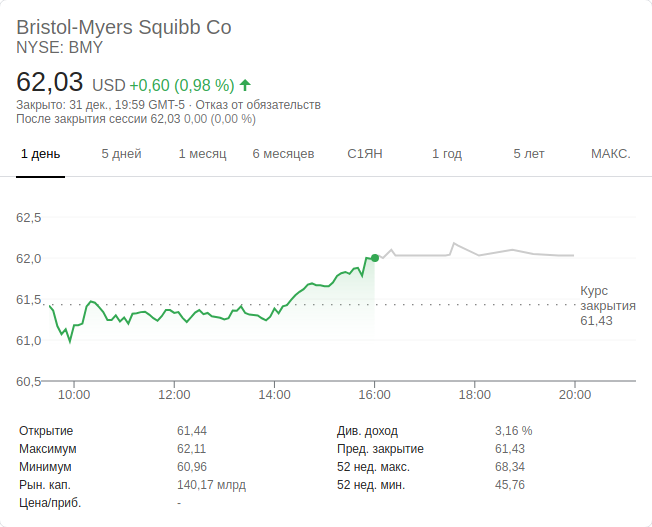 Bristol-Myers Squibb Co
NYSE: BMY
62,03 USD +0,60 (0,98 %)
Закрыто: 31 дек., 19:59 GMT-5 · Отказ от обязательств
После закрытия сессии 62,03 0,00 (0,00 %)
1 день 5 дней 1 месяц 6 месяцев С1ЯН 1 год 5 лет МАКС.
62,5
62,0
61,5
61,0
60,5
Курс
закрытия
61,43
10:00 12:00 14:00 16:00 18:00 20:00
Открытие 61,44 Див. доход 3,16 %
Максимум 62,11 Пред. закрытие 61,43
Минимум 60,96 52 нед. макс. 68,34
Рын. кап. 140,17 млрд 52 нед. мин. 45,76
Цена/приб. -